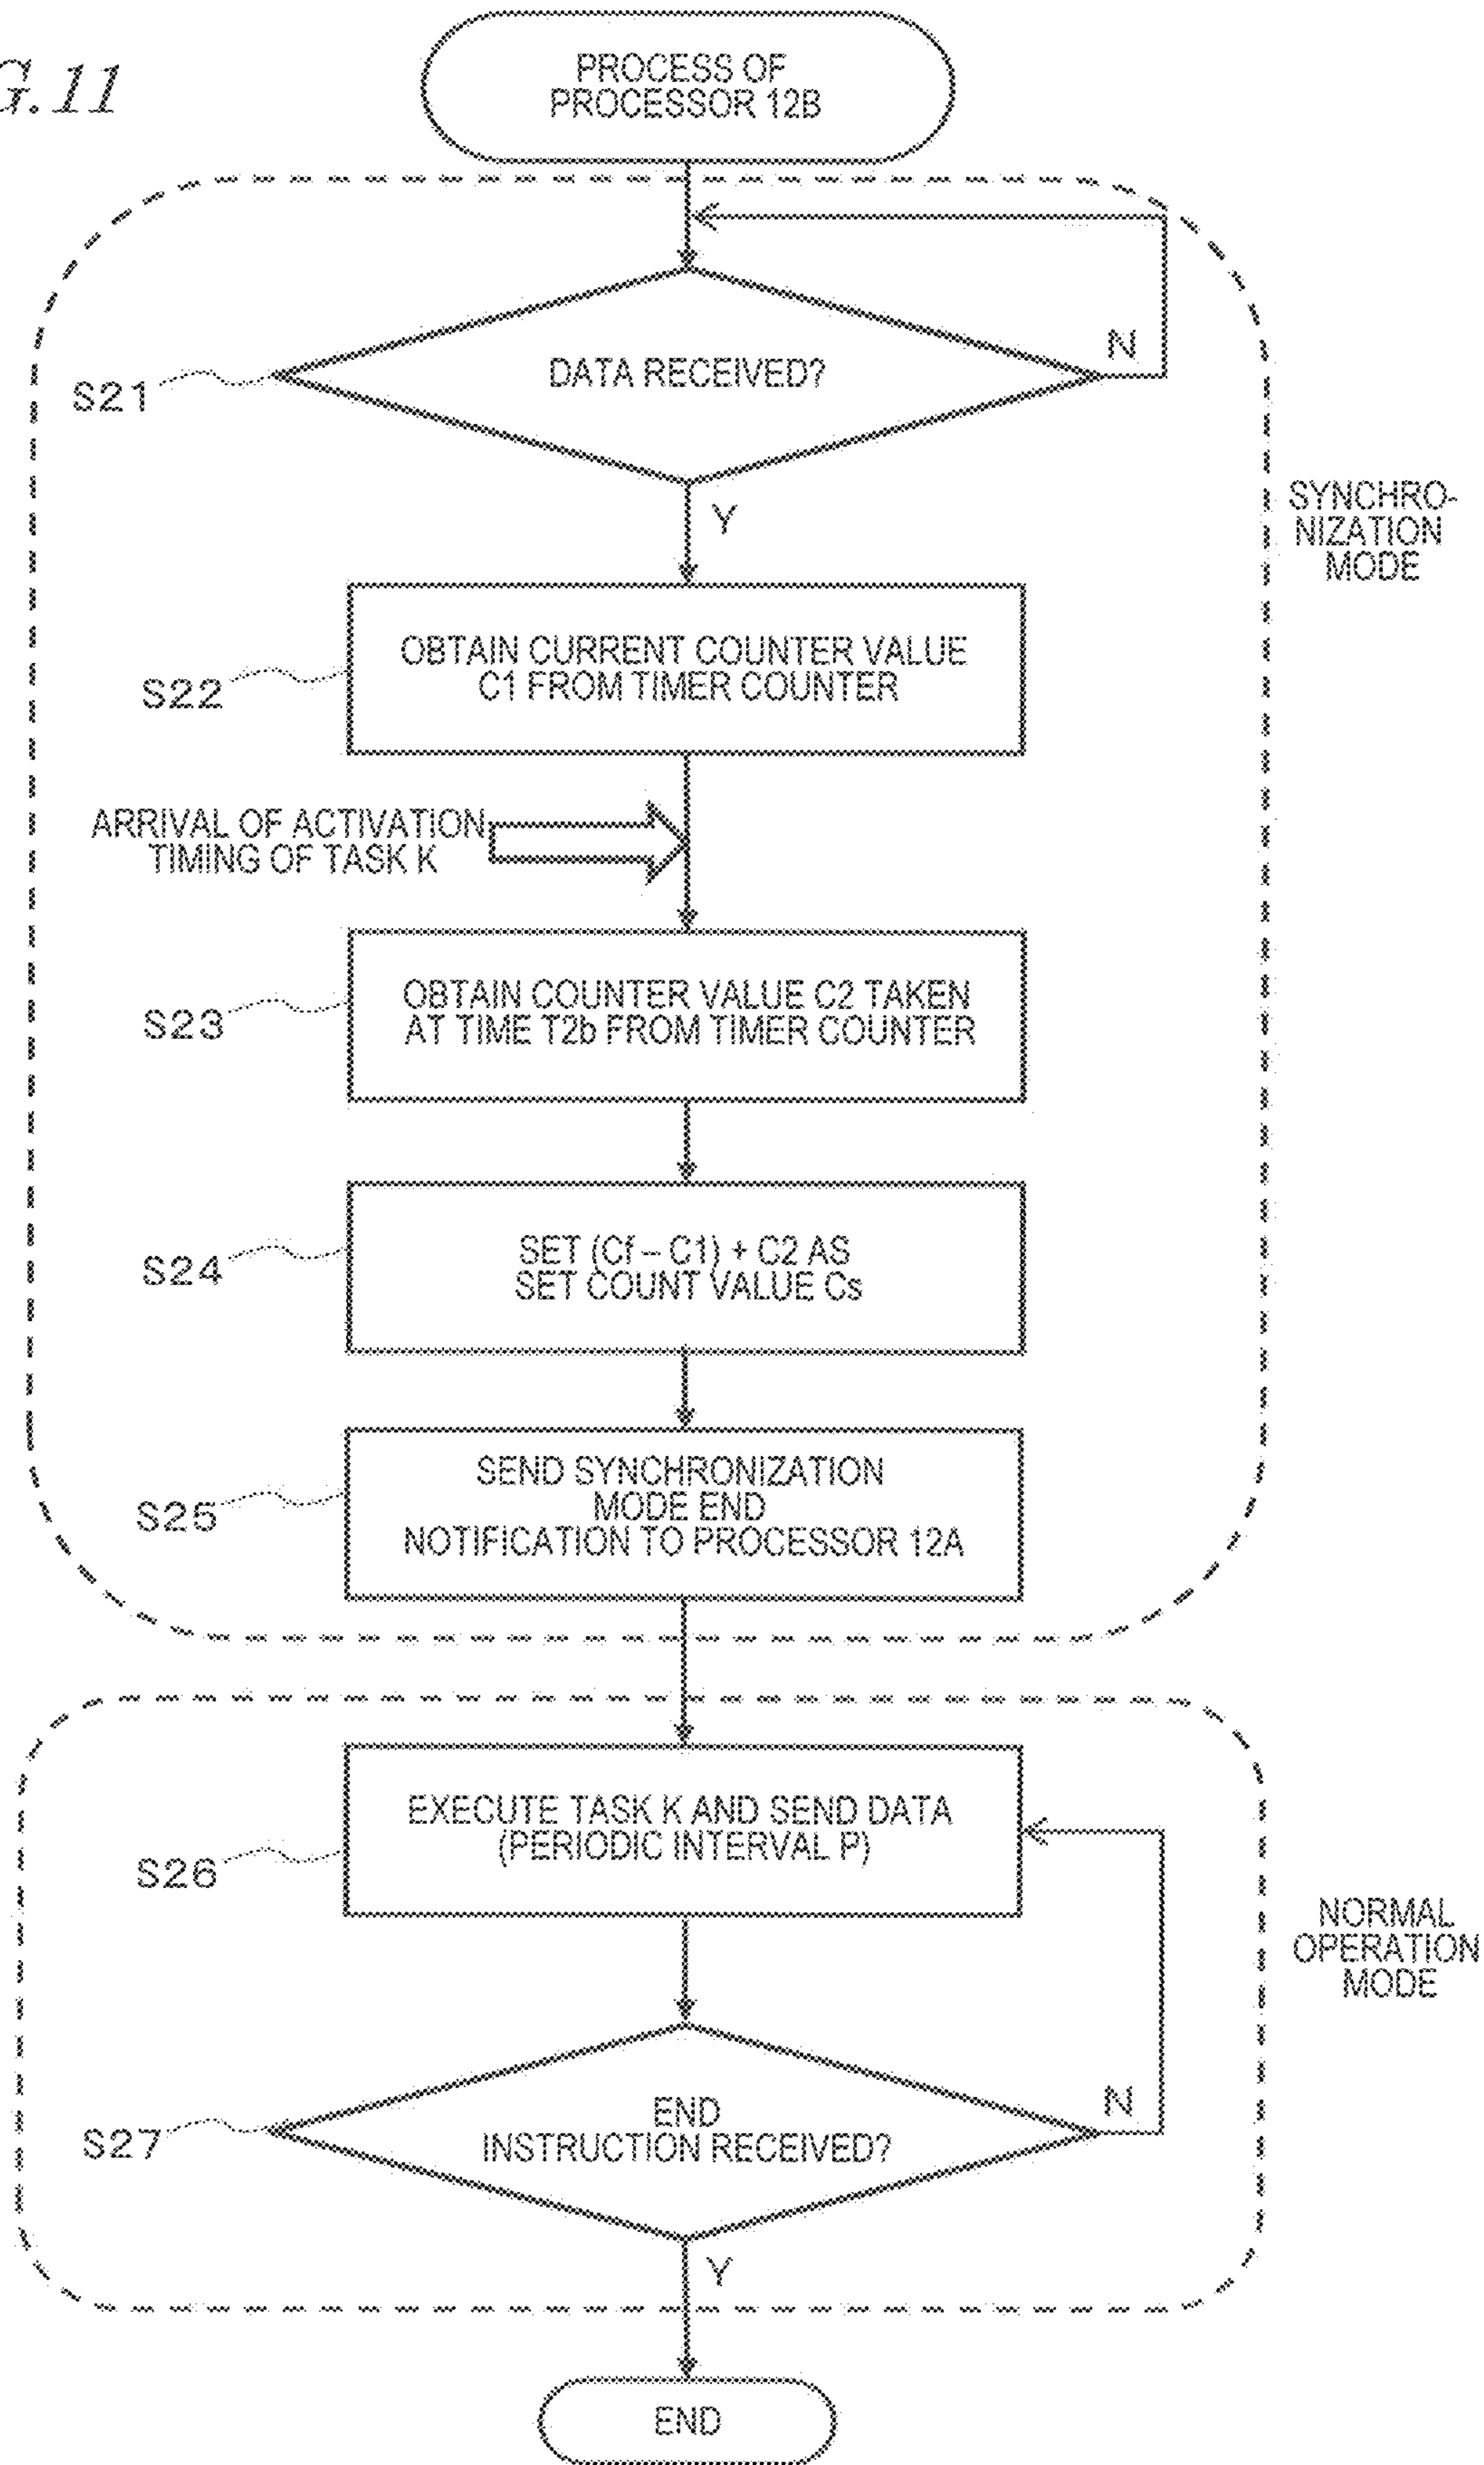 G.11
PROCESS OF
PROCESSOR 12B
DATA RECEIVED?
N
S21
Y
SYNCHRO-
NIZATION
MODE
OBTAIN CURRENT COUNTER VALUE
C1 FROM TIMER COUNTER
S22
ARRIVAL OF ACTIVATION
TIMING OF TASK K
OBTAIN COUNTER VALUE C2 TAKEN
AT TIME T2b FROM TIMER COUNTER
S23
SET (Cf – C1) + C2 AS
SET COUNT VALUE Cs
S24
SEND SYNCHRONIZATION
MODE END
NOTIFICATION TO PROCESSOR 12A
S25
EXECUTE TASK K AND SEND DATA
(PERIODIC INTERVAL P)
S26
NORMAL
OPERATION
MODE
END
INSTRUCTION RECEIVED?
N
S27
Y
END